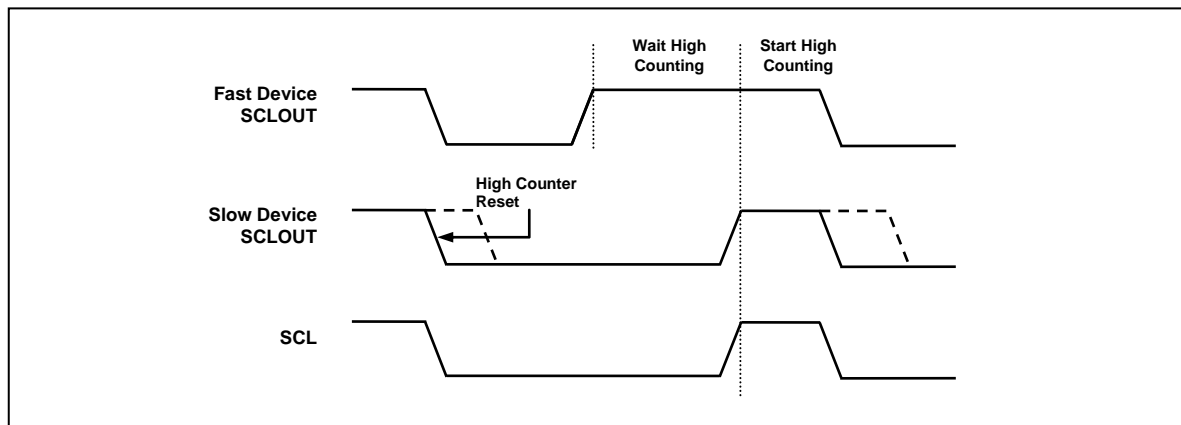 Wait High
Counting
Start High
Counting
Fast Device
SCLOUT
High Counter
Reset
Slow Device
SCLOUT
SCL